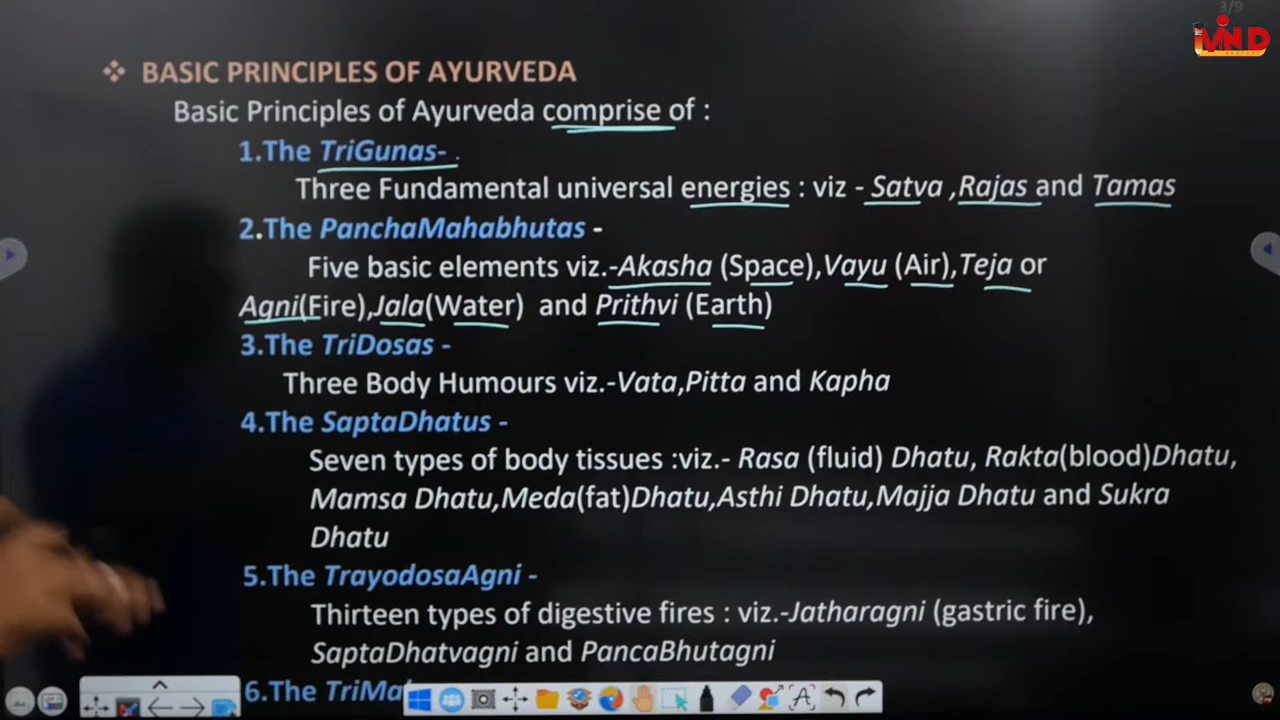 3/9
MIND
❖ BASIC PRINCIPLES OF AYURVEDA
Basic Principles of Ayurveda comprise of :
1.The TriGunas-
Three Fundamental universal energies : viz - Satva ,Rajas and Tamas
2.The PanchaMahabhutas -
Five basic elements viz.-Akasha (Space),Vayu (Air),Teja or
Agni(Fire),Jala(Water) and Prithvi (Earth)
3.The TriDosas -
Three Body Humours viz.-Vata,Pitta and Kapha
4.The SaptaDhatus -
Seven types of body tissues :viz.- Rasa (fluid) Dhatu, Rakta(blood)Dhatu,
Mamsa Dhatu,Meda(fat)Dhatu,Asthi Dhatu,Majja Dhatu and Sukra
Dhatu
5.The TrayodosaAgni -
Thirteen types of digestive fires : viz.-Jatharagni (gastric fire),
SaptaDhatvagni and PancaBhutagni
6.The TriMa